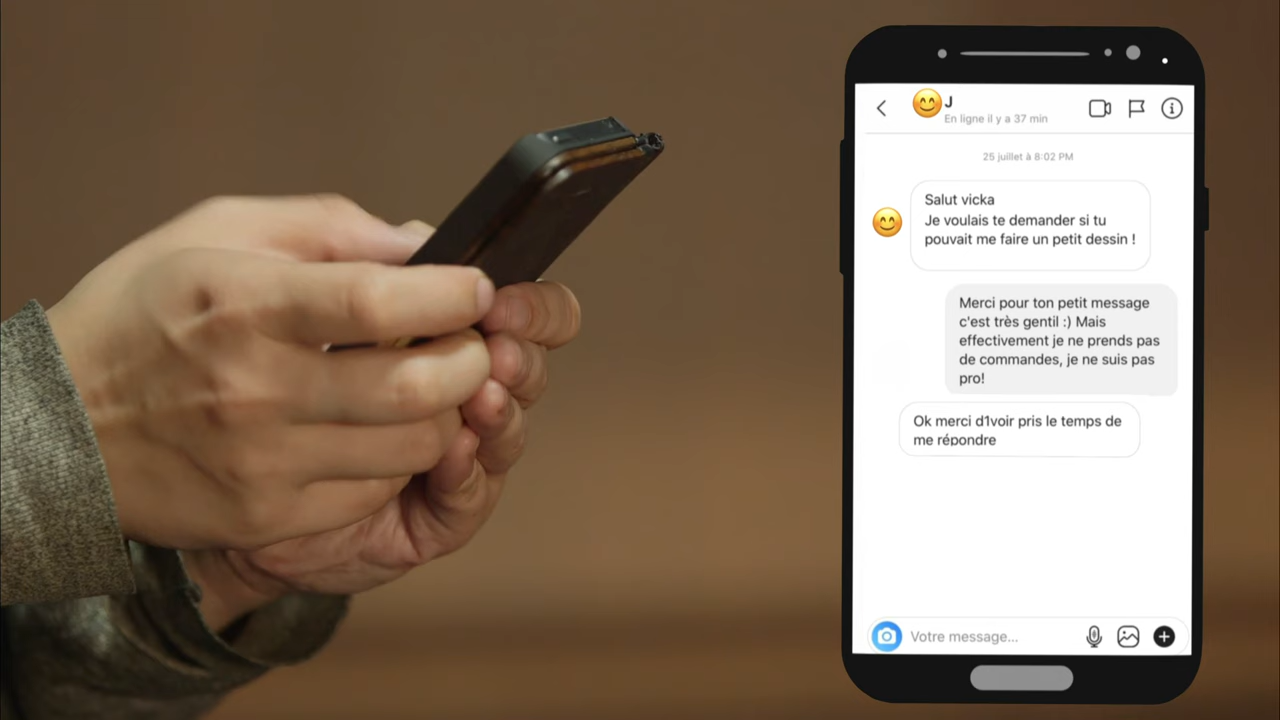 J
En ligne il y a 37 min
25 juillet à 8:02 PM
Salut vicka
Je voulais te demander si tu
pouvait me faire un petit dessin !
Merci pour ton petit message
c'est très gentil :) Mais
effectivement je ne prends pas
de commandes, je ne suis pas
pro!
Ok merci d1voir pris le temps de
me répondre
Votre message...